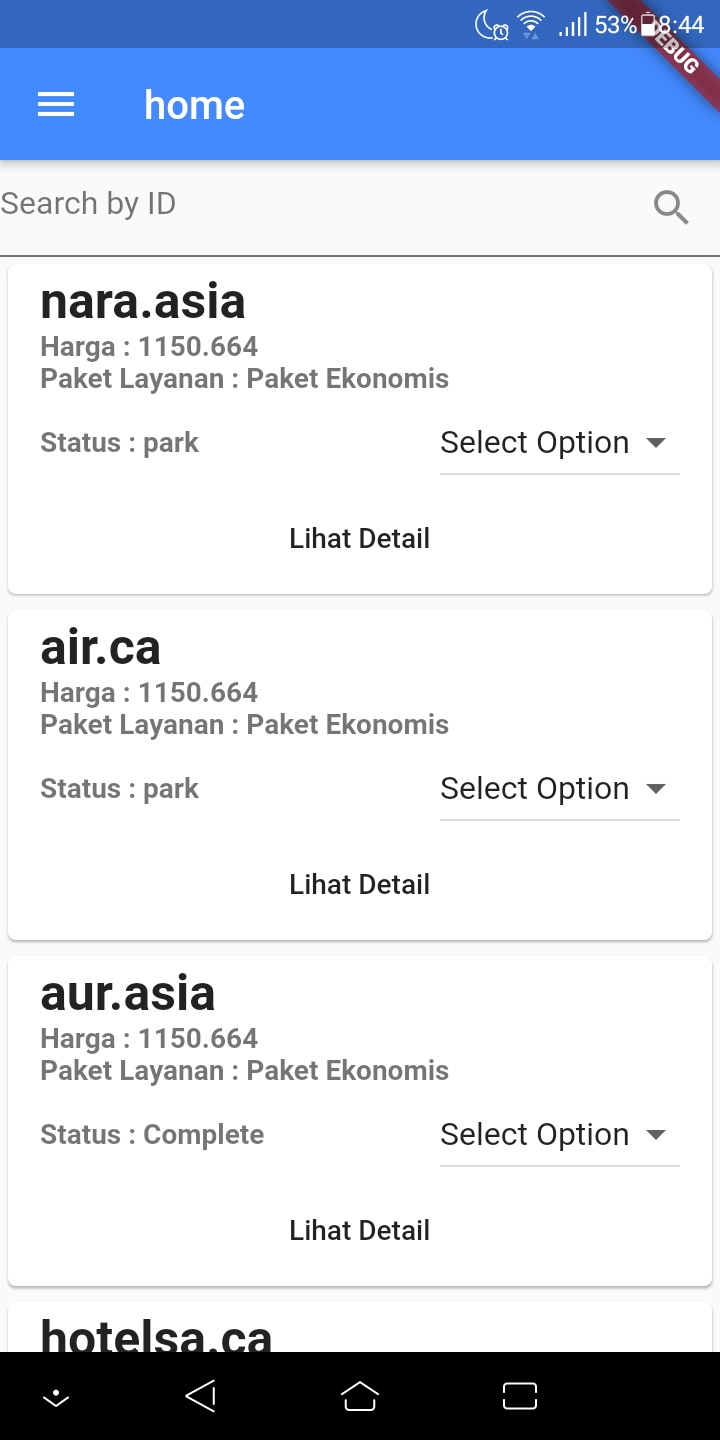 53% 8:44
DEBUG
home
Search by ID
nara.asia
Harga : 1150.664
Paket Layanan : Paket Ekonomis
Status : park
Select Option
Lihat Detail
air.ca
Harga : 1150.664
Paket Layanan : Paket Ekonomis
Status : park
Select Option
Lihat Detail
aur.asia
Harga : 1150.664
Paket Layanan : Paket Ekonomis
Status : Complete
Select Option
Lihat Detail
hotelsa.ca